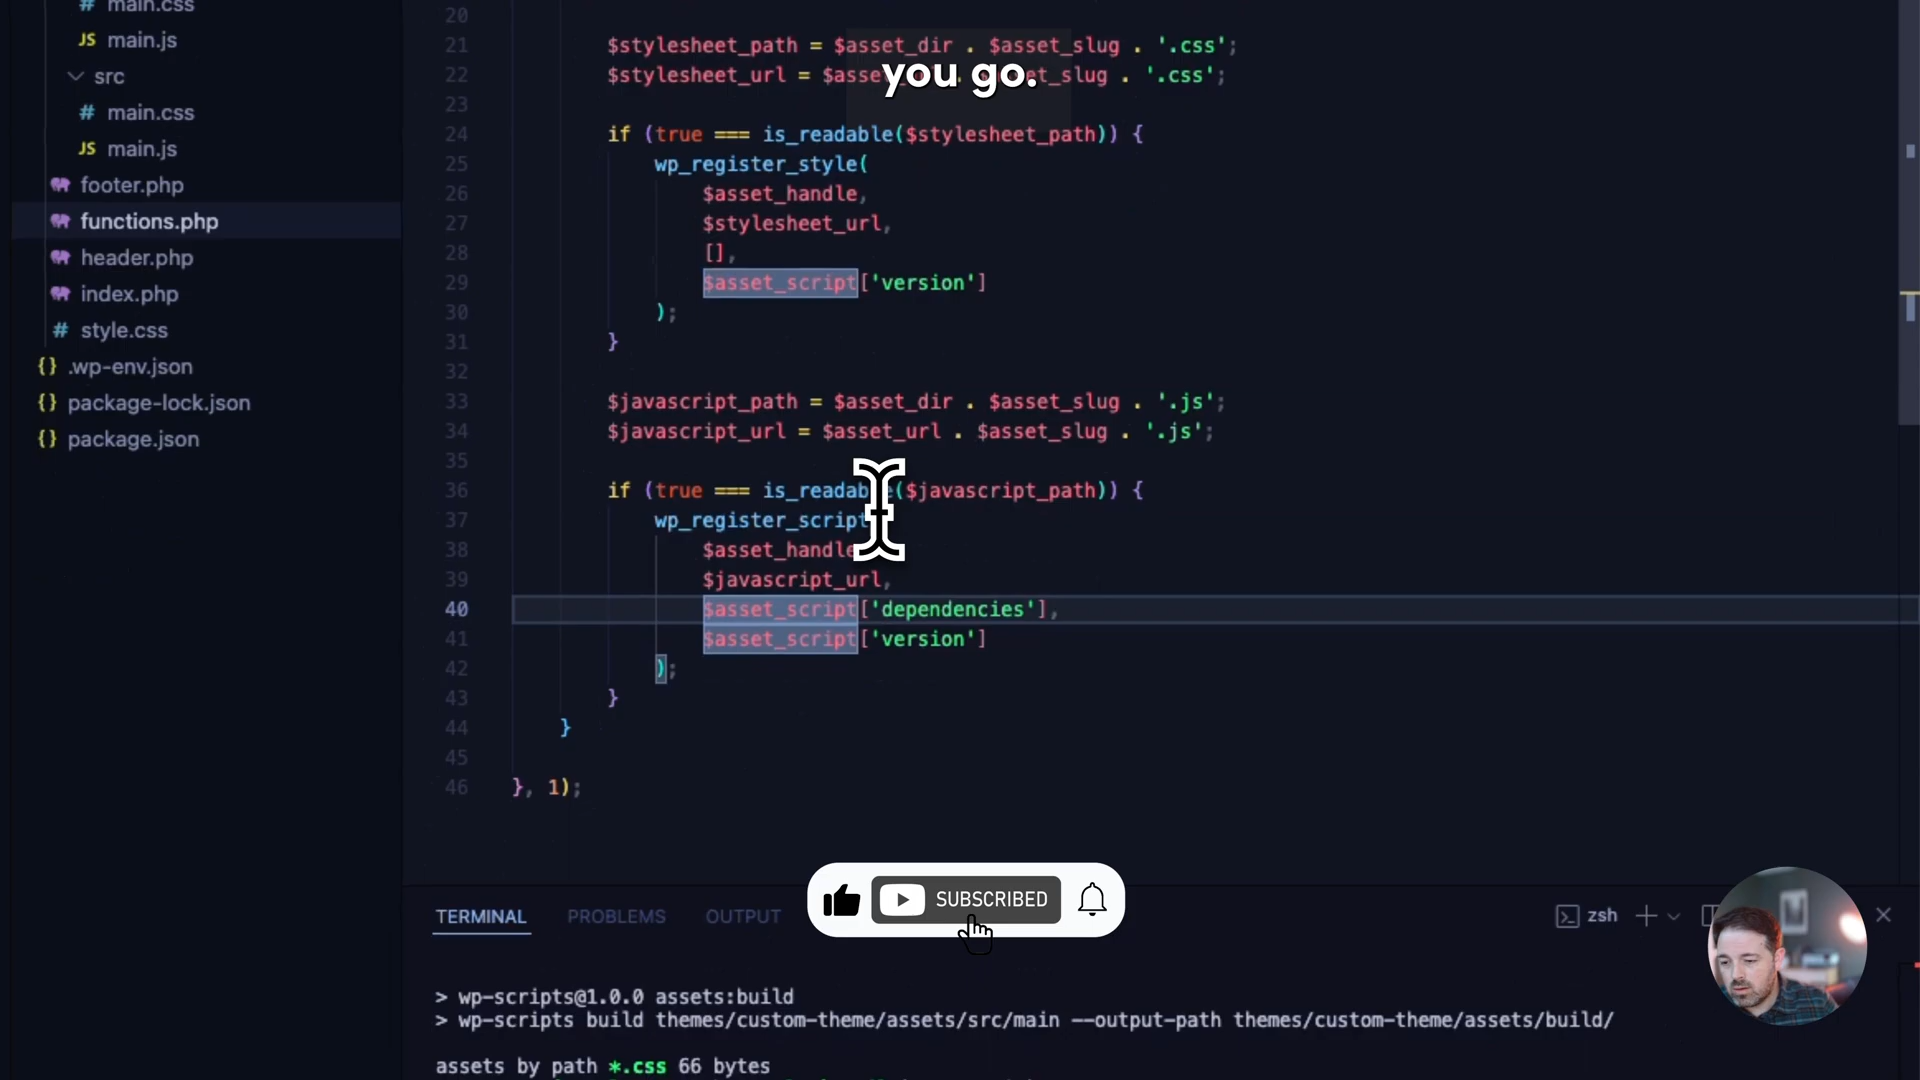 main.css
JS main.js
src
# main.css
JS main.js
footer.php
functions.php
header.php
index.php
# style.css
{} .wp-env.json
{} package-lock.json
{} package.json
20
21 $stylesheet_path = $asset_dir . $asset_slug . '.css';
22 $stylesheet_url = $asset_slug . '.css';
you go.
23
24 if (true === is_readable($stylesheet_path)) {
25 wp_register_style(
26 $asset_handle,
27 $stylesheet_url,
28 [],
29 $asset_script['version']
30 );
31 }
32
33 $javascript_path = $asset_dir . $asset_slug . '.js';
34 $javascript_url = $asset_url . $asset_slug . '.js';
35
36 if (true === is_readable($javascript_path)) {
37 wp_register_script
38 $asset_handle
39 $javascript_url,
40 $asset_script['dependencies'],
41 $asset_script['version']
42 );
43 }
44 }
45
46 }, 1);
SUBSCRIBED
TERMINAL PROBLEMS OUTPUT
zsh
> wp-scripts@1.0.0 assets:build
> wp-scripts build themes/custom-theme/assets/src/main --output-path themes/custom-theme/assets/build/
assets by path *.css 66 bytes